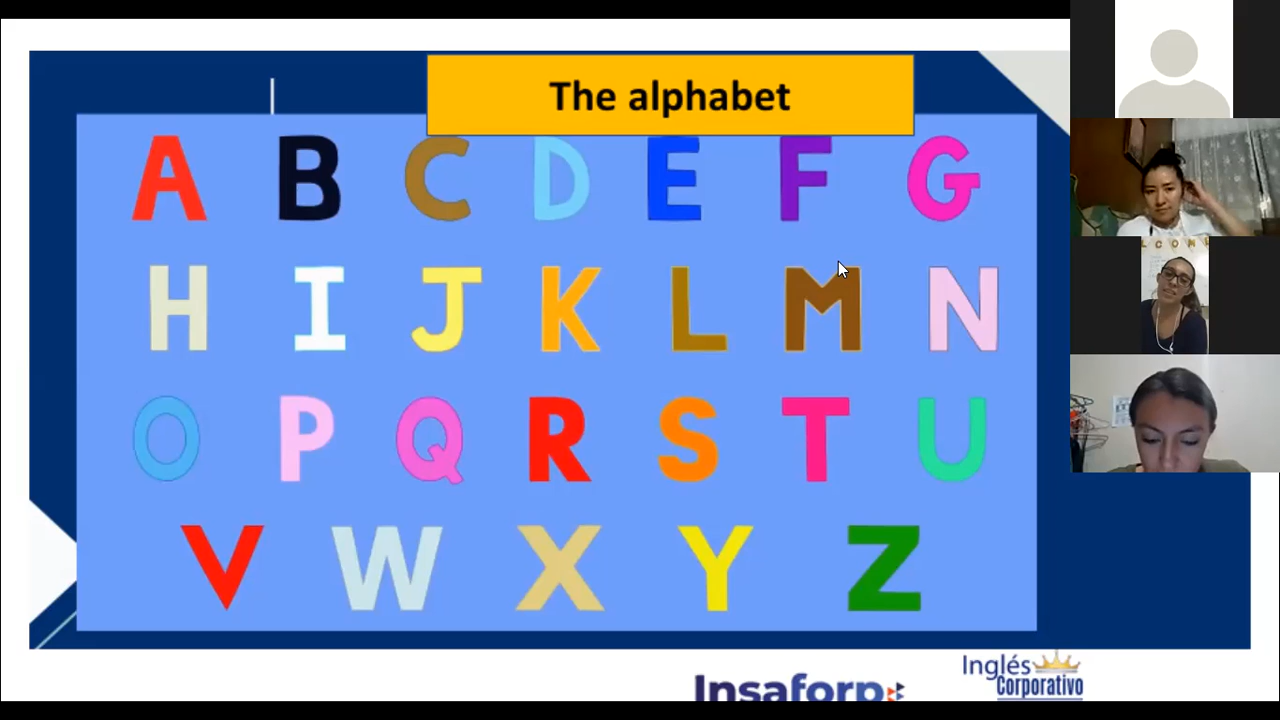 The alphabet
A B C D E F G
H I J K L M N
O P Q R S T U
V W X Y Z
Insaforp
Inglés
Corporativo